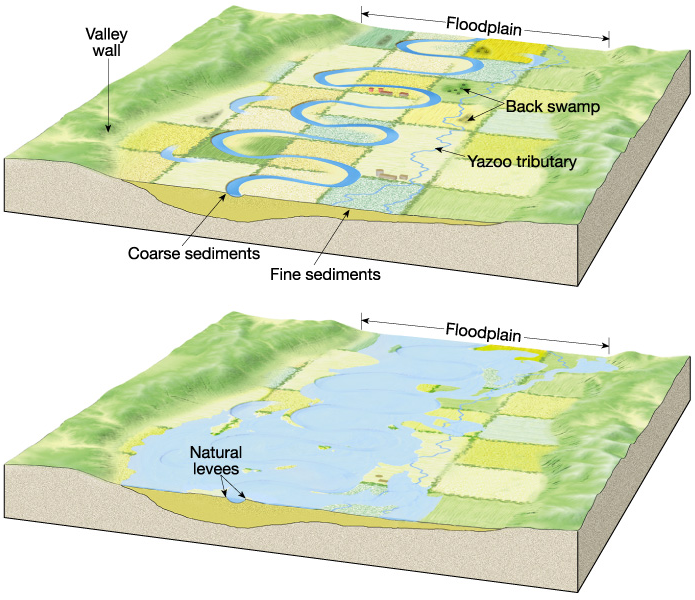 Floodplain
Valley
wall
Back swamp
Yazoo tributary
Coarse sediments
Fine sediments
Floodplain
Natural
levees